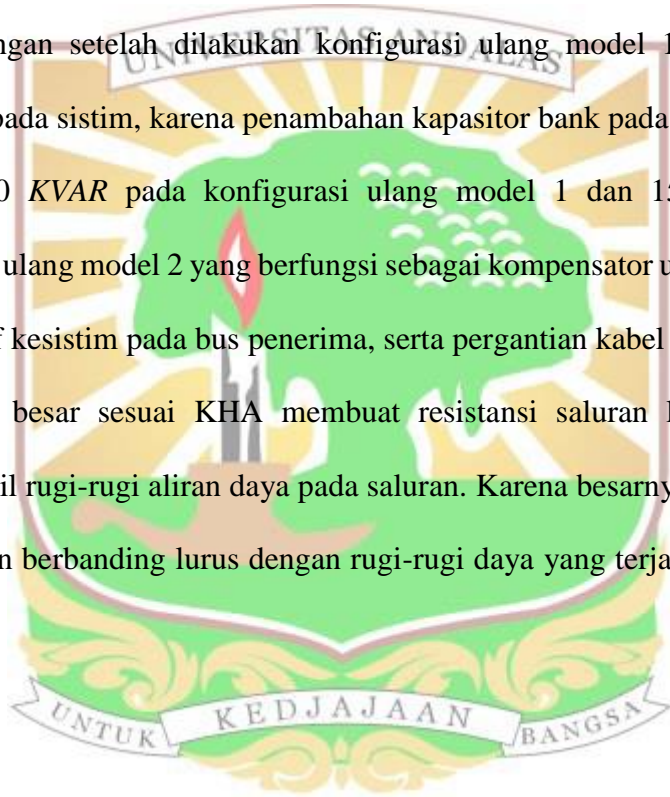 UNIVERSITAS ANDALAS
ngan setelah dilakukan konfigurasi ulang model 1
pada sistim, karena penambahan kapasitor bank pada
0 KVAR pada konfigurasi ulang model 1 dan 15
ulang model 2 yang berfungsi sebagai kompensator u
f kesistim pada bus penerima, serta pergantian kabel
besar sesuai KHA membuat resistansi saluran
il rugi-rugi aliran daya pada saluran. Karena besarny
n berbanding lurus dengan rugi-rugi daya yang terja
UNTUK KEDJAJAAN BANGSA